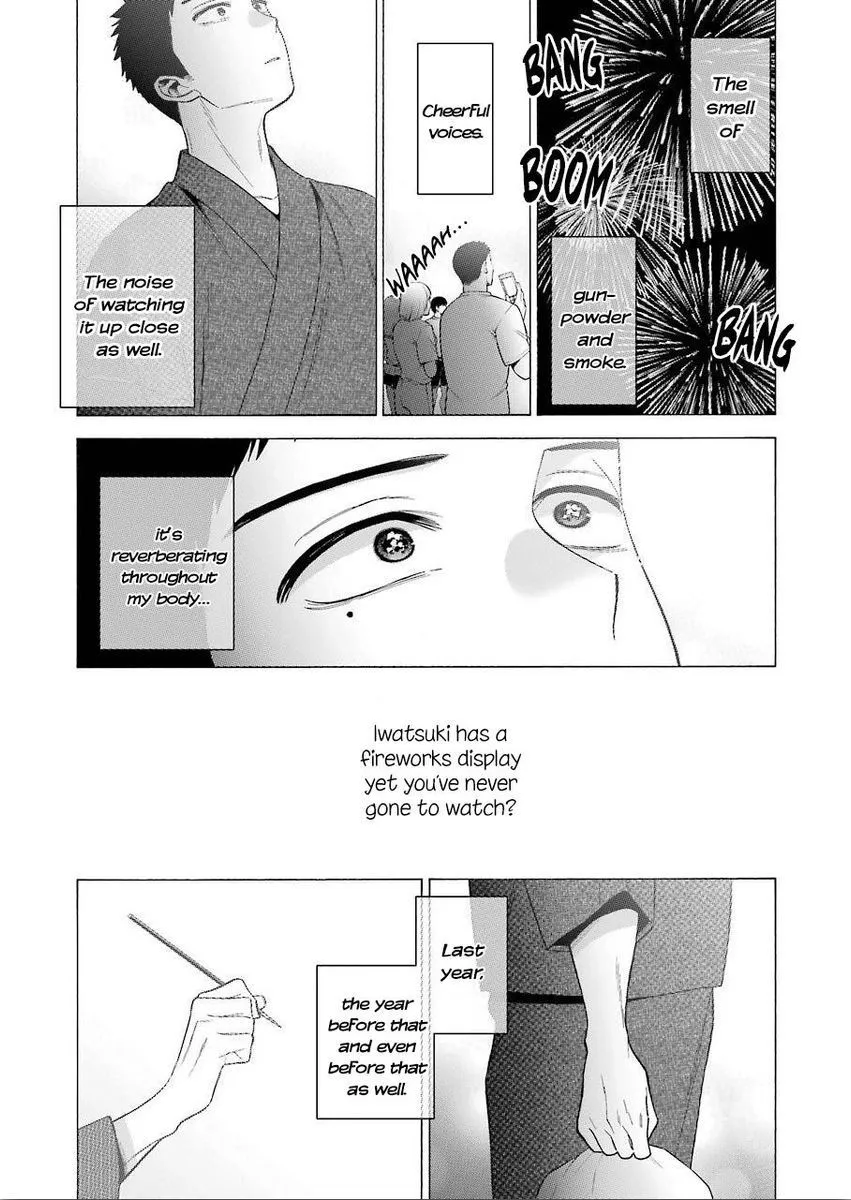 BANG
The
smell
of
BOOM
gun-
powder
and
smoke.
BANG
Cheerful
voices.
WAAAAH...
The noise
of watching
it up close
as well.
it's
reverberating
throughout
my body...
Iwatsuki has a
fireworks display
yet you've never
gone to watch?
Last
year,
the year
before that
and even
before that
as well.